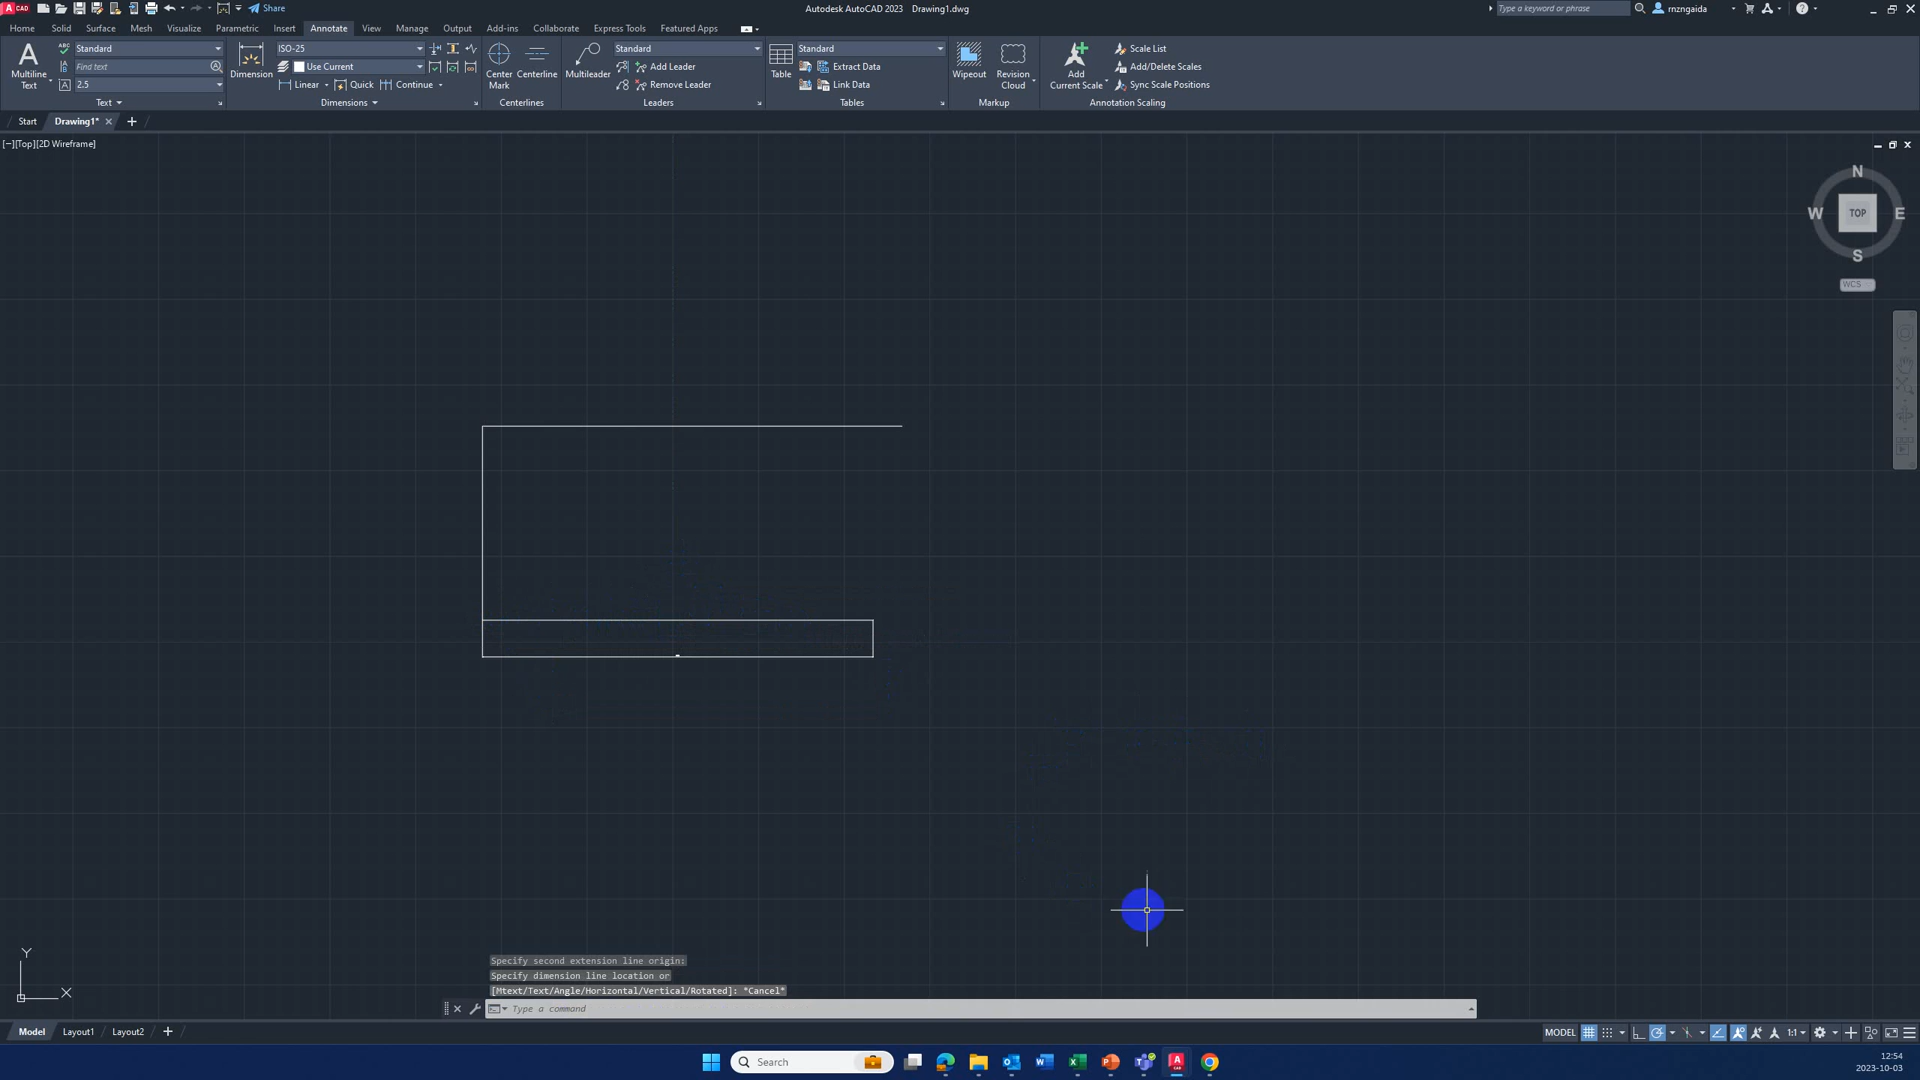 CAD
Share
Autodesk AutoCAD 2023 Drawing1.dwg
Type a keyword or phrase
rnzngaida
Home Solid Surface Mesh Visualize Parametric Insert Annotate View Manage Output Add-ins Collaborate Express Tools Featured Apps
Standard
Find text
2.5
Multiline
Text
Text
Dimension
ISO-25
Use Current
Linear Quick Continue
Dimensions
Center
Mark
Centerline
Centerlines
Multileader
Standard
Add Leader
Remove Leader
Leaders
Table
Standard
Extract Data
Link Data
Tables
Wipeout
Revision
Cloud
Markup
Add
Current Scale
Scale List
Add/Delete Scales
Sync Scale Positions
Annotation Scaling
Start Drawing1*
[−][Top][2D Wireframe]
N
W TOP E
S
WCS
Y
X
Specify second extension line origin:
Specify dimension line location or
[Mtext/Text/Angle/Horizontal/Vertical/Rotated]: *Cancel*
Type a command
Model Layout1 Layout2
MODEL 1:1
Search
12:54
2023-10-03